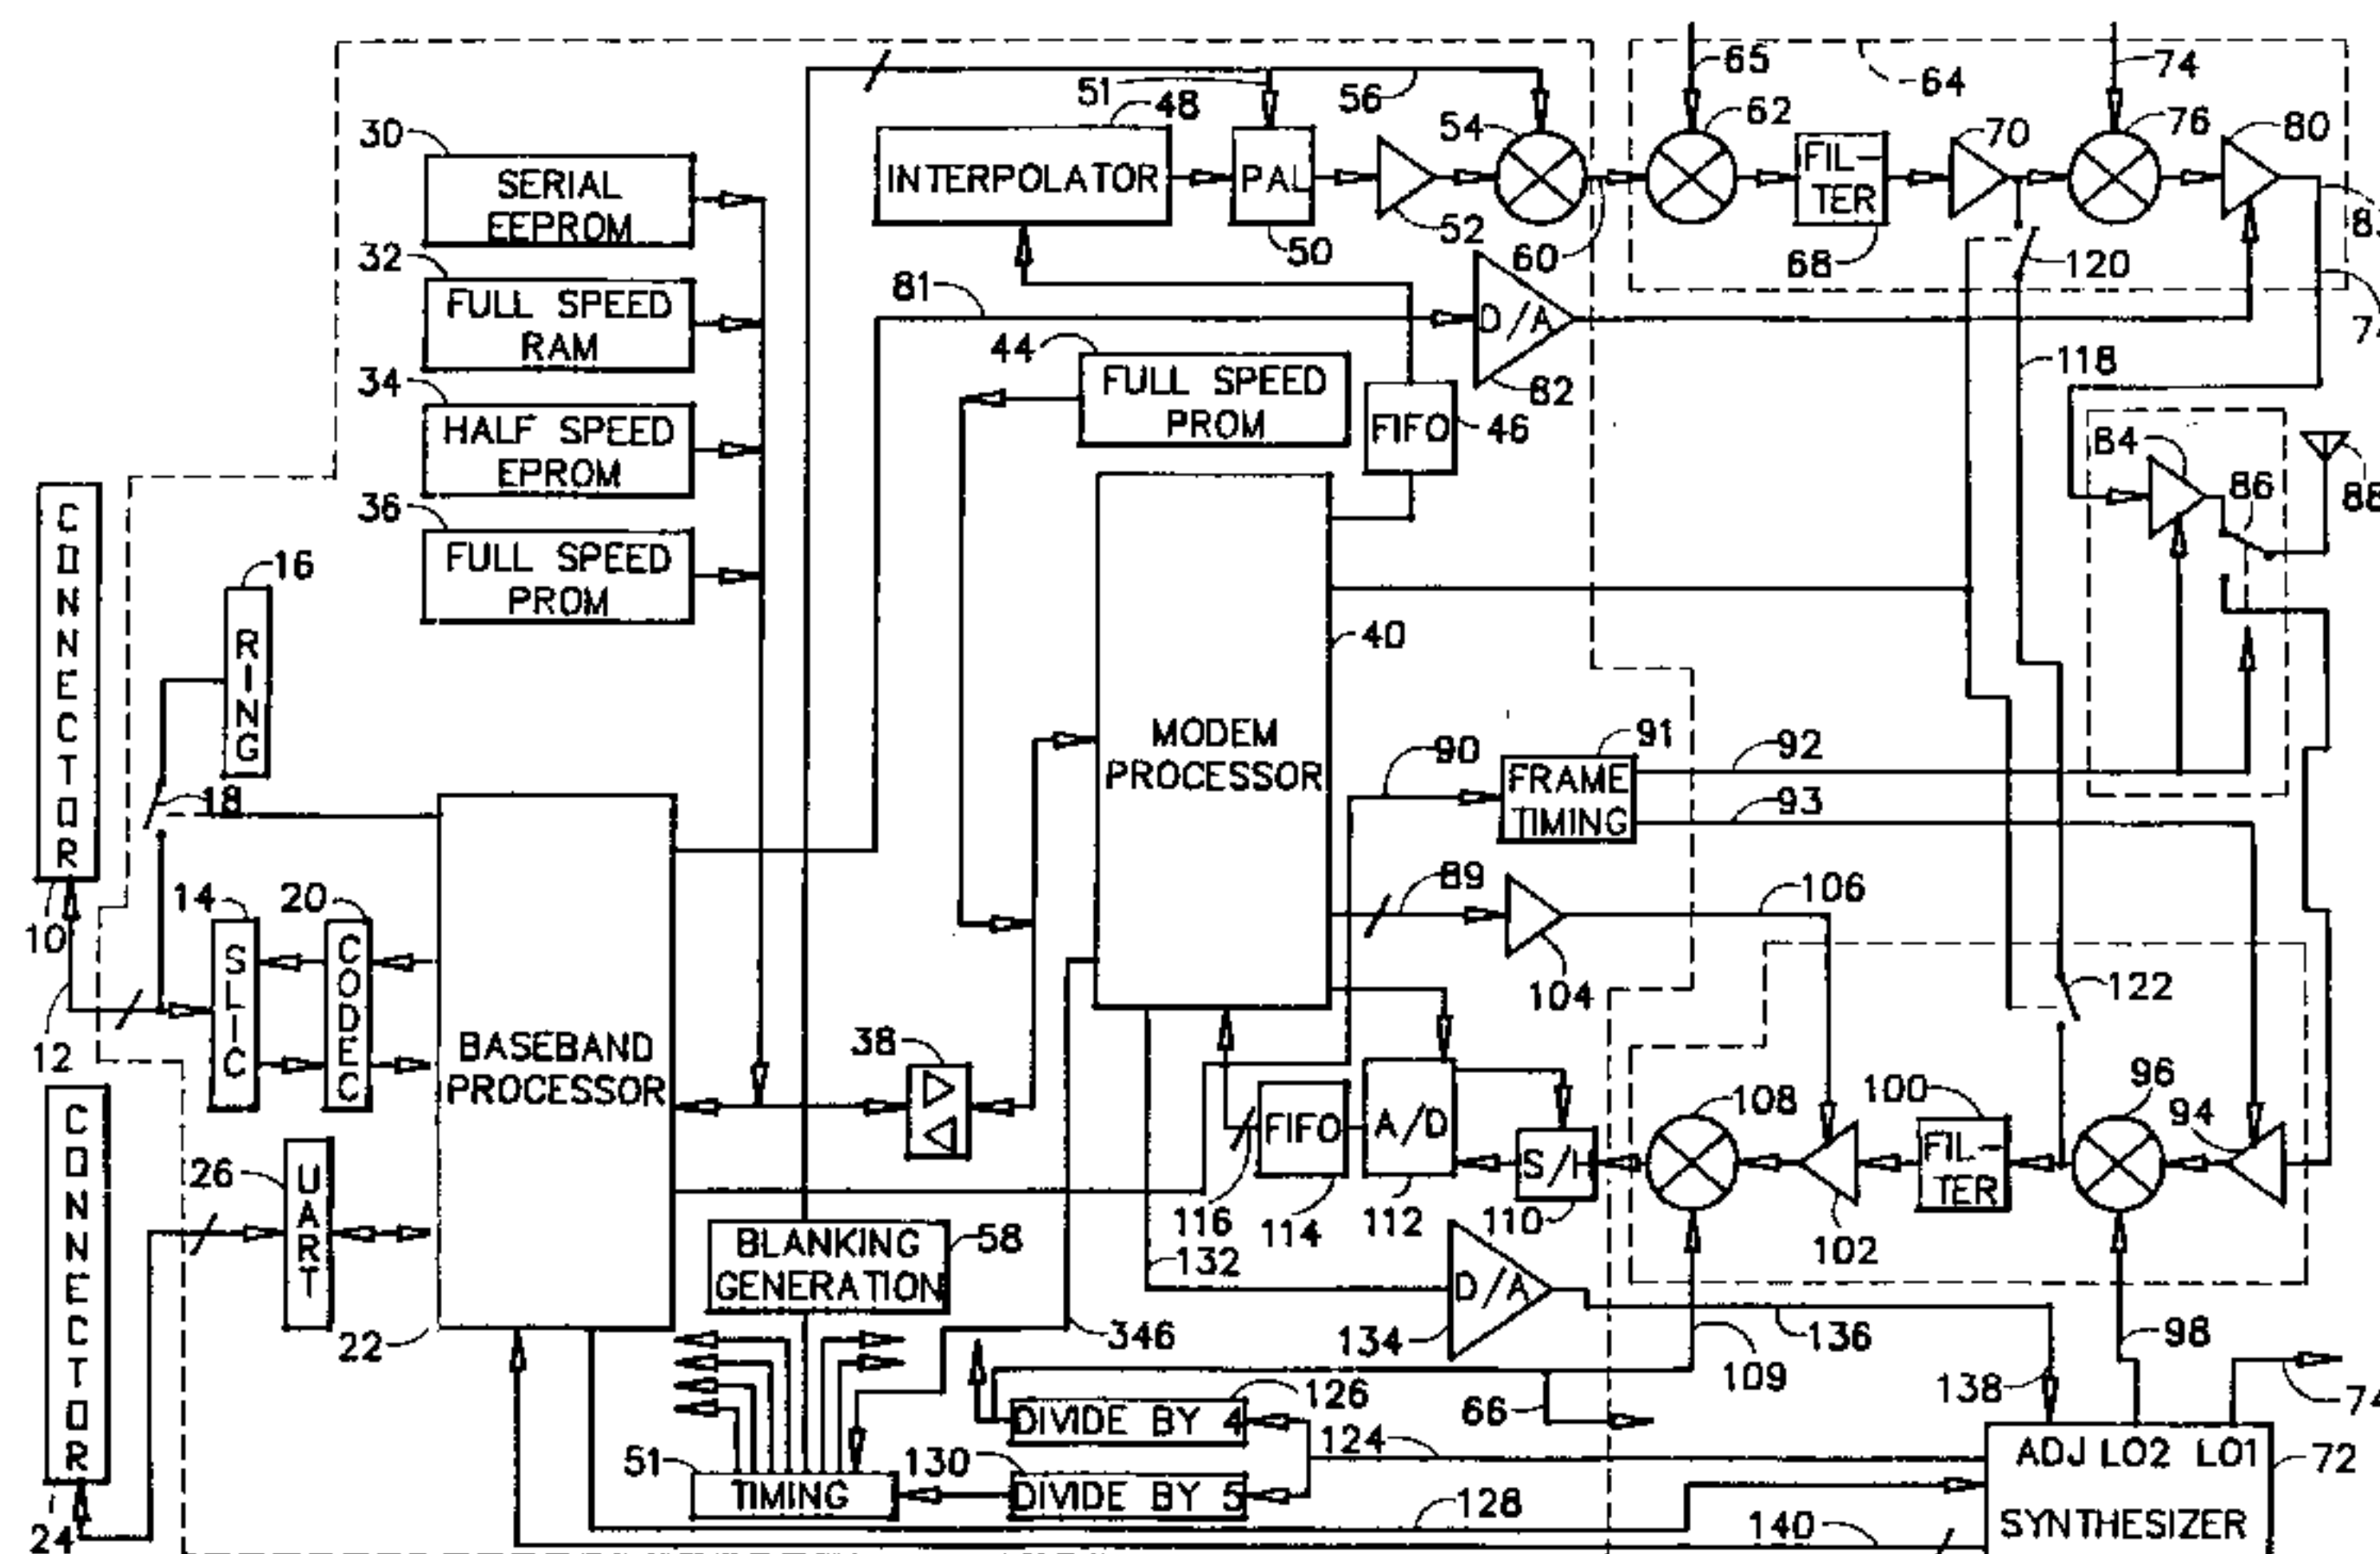 65
64
74
51
48
56
54
62
70
76
80
30
SERIAL
EEPROM
INTERPOLATOR
PAL
FIL-
TER
52
50
60
68
120
32
FULL SPEED
RAM
81
D/A
82
44
FULL SPEED
PROM
118
34
HALF SPEED
EPROM
FIFO
46
84
86
88
36
FULL SPEED
PROM
CONNECTOR
16
RING
40
MODEM
PROCESSOR
90
91
FRAME
TIMING
92
93
18
10
14
20
SLIC
CODEC
89
106
104
122
12
BASEBAND
PROCESSOR
38
108
100
96
94
FIFO
A/D
S/H
FIL-
TER
CONNECTOR
26
UART
116
114
112
110
102
BLANKING
GENERATION
58
132
D/A
22
346
134
136
98
109
138
126
DIVIDE BY 4
66
74
124
51
TIMING
130
DIVIDE BY 5
ADJ LO2 LO1
72
128
24
140
SYNTHESIZER